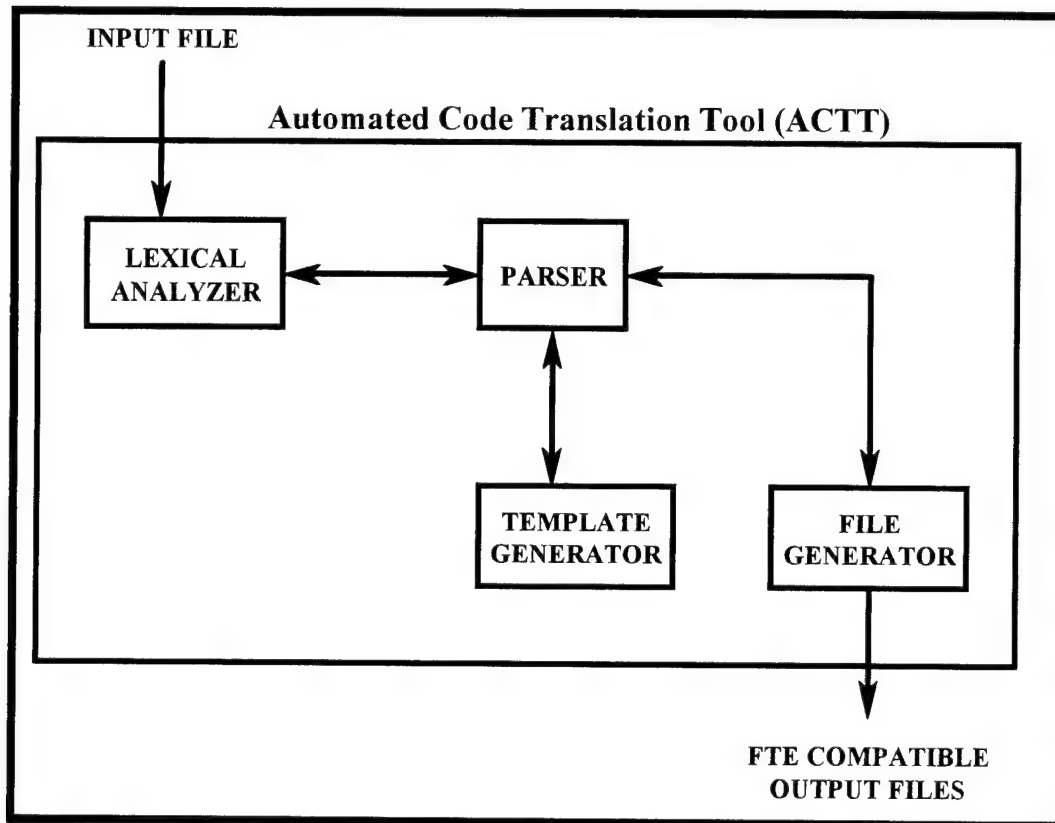 INPUT FILE
Automated Code Translation Tool (ACTT)
LEXICAL
ANALYZER
PARSER
TEMPLATE
GENERATOR
FILE
GENERATOR
FTE COMPATIBLE
OUTPUT FILES